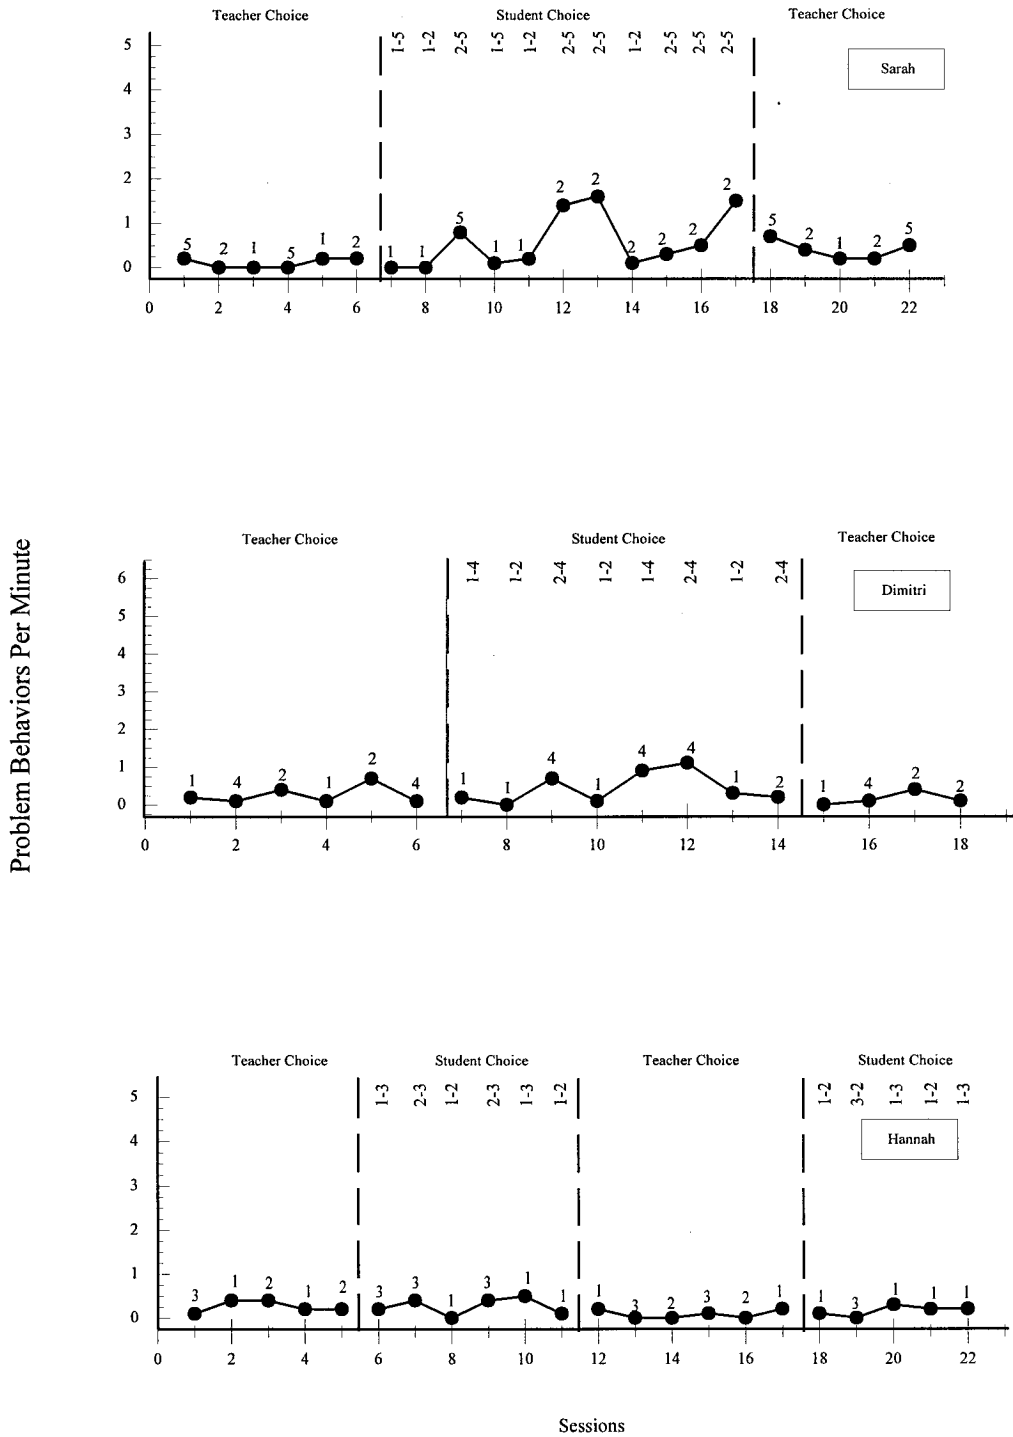 Teacher Choice Student Choice Teacher Choice
1-5 1-2 2-5 1-5 1-2 2-5 2-5 1-2 2-5 2-5 2-5
Sarah
5
4
3
2
1
0
5 2 1 5 1 2 1 1 5 1 1 2 2 2 2 2 2 5 2 1 2 5
0 2 4 6 8 10 12 14 16 18 20 22
Problem Behaviors Per Minute
Teacher Choice Student Choice Teacher Choice
1-4 1-2 2-4 1-2 1-4 2-4 1-2 2-4
Dimitri
6
5
4
3
2
1
0
1 4 2 1 2 4 1 1 4 1 4 4 1 2 1 4 2 2
0 2 4 6 8 10 12 14 16 18
Teacher Choice Student Choice Teacher Choice Student Choice
1-3 2-3 1-2 2-3 1-3 1-2 1-2 3-2 1-3 1-2 1-3
Hannah
5
4
3
2
1
0
3 1 2 1 2 3 3 1 3 1 1 1 3 2 3 2 1 1 3 1 1 1
0 2 4 6 8 10 12 14 16 18 20 22
Sessions